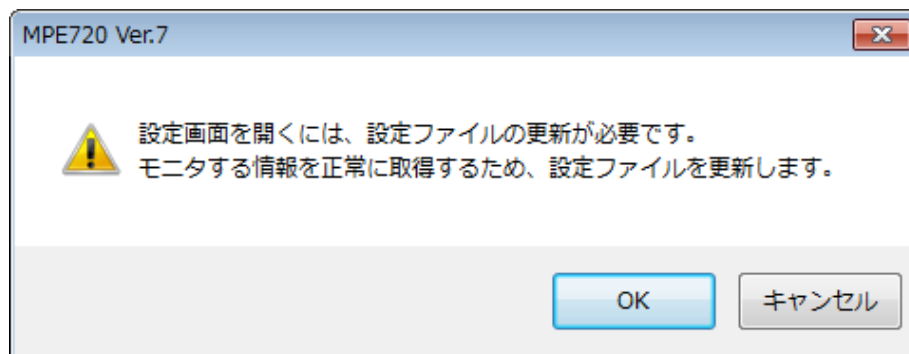 MPE720 Ver.7
設定画面を開くには、設定ファイルの更新が必要です。
モニタする情報を正常に取得するため、設定ファイルを更新します。
OK
キャンセル